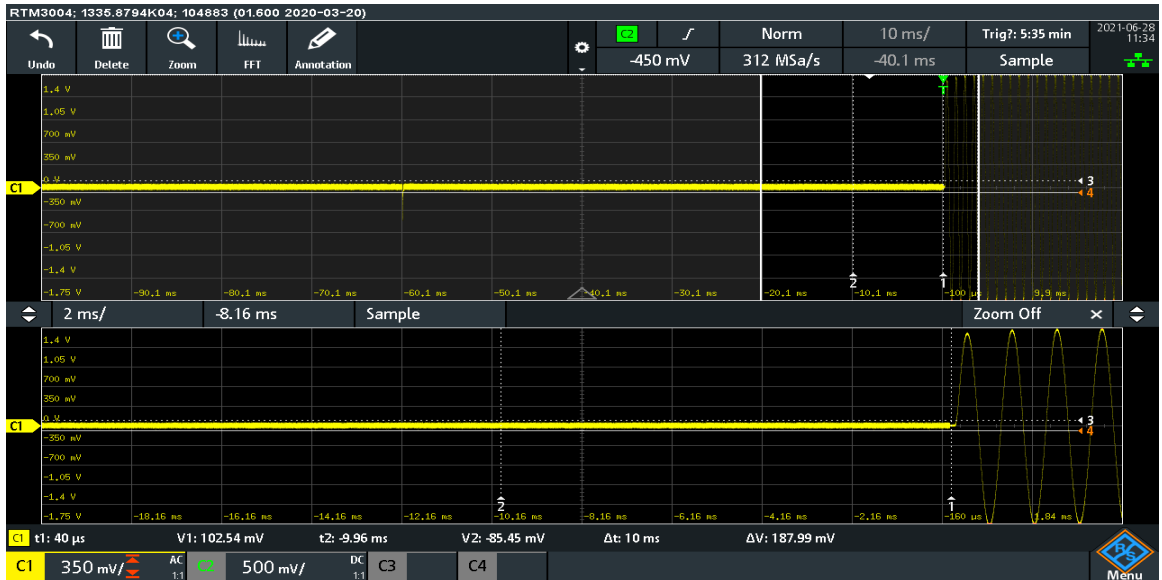 RTM3004; 1335.8794K04; 104883 (01.600 2020-03-20)
Undo Delete Zoom FFT Annotation C2 Norm 10 ms/ Trig?: 5:35 min 2021-06-28
11:34
-450 mV 312 MSa/s -40.1 ms Sample
1.4 V
1.05 V
700 mV
350 mV
0 V
C1
3
4
-350 mV
-700 mV
-1.05 V
-1.4 V
2 1
-1.75 V -90.1 ms -80.1 ms -70.1 ms -60.1 ms -50.1 ms -40.1 ms -30.1 ms -20.1 ms -10.1 ms -100 µs 9.9 ms
2 ms/ -8.16 ms Sample Zoom Off
1.4 V
1.05 V
700 mV
350 mV
0 V
C1
3
4
-350 mV
-700 mV
-1.05 V
-1.4 V
2 1
-1.75 V -18.16 ms -16.16 ms -14.16 ms -12.16 ms -10.16 ms -8.16 ms -6.16 ms -4.16 ms -2.16 ms -160 µs 1.84 ms
C1 t1: 40 µs V1: 102.54 mV t2: -9.96 ms V2: -85.45 mV Δt: 10 ms ΔV: 187.99 mV
C1 350 mV/ AC 1:1 C2 500 mV/ DC 1:1 C3 C4 R&S Menu